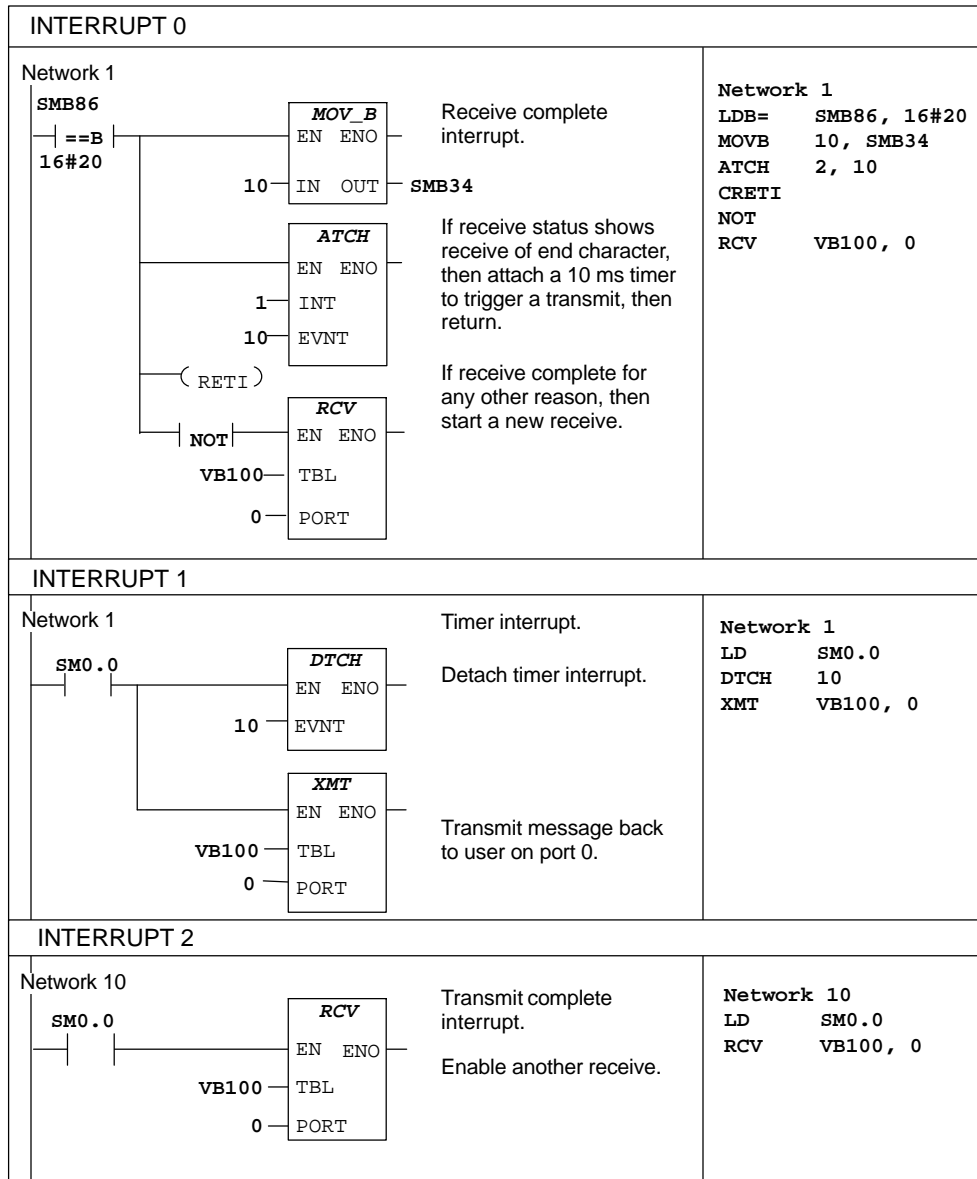 INTERRUPT 0
Network 1
SMB86
==B
16#20
MOV_B
EN ENO
10 IN OUT SMB34
Receive complete
interrupt.
ATCH
EN ENO
1 INT
10 EVNT
If receive status shows
receive of end character,
then attach a 10 ms timer
to trigger a transmit, then
return.
RETI
NOT
RCV
EN ENO
VB100 TBL
0 PORT
If receive complete for
any other reason, then
start a new receive.
Network 1
LDB= SMB86, 16#20
MOVB 10, SMB34
ATCH 2, 10
CRETI
NOT
RCV VB100, 0
INTERRUPT 1
Network 1
SM0.0
DTCH
EN ENO
10 EVNT
Timer interrupt.
Detach timer interrupt.
XMT
EN ENO
VB100 TBL
0 PORT
Transmit message back
to user on port 0.
Network 1
LD SM0.0
DTCH 10
XMT VB100, 0
INTERRUPT 2
Network 10
SM0.0
RCV
EN ENO
VB100 TBL
0 PORT
Transmit complete
interrupt.
Enable another receive.
Network 10
LD SM0.0
RCV VB100, 0